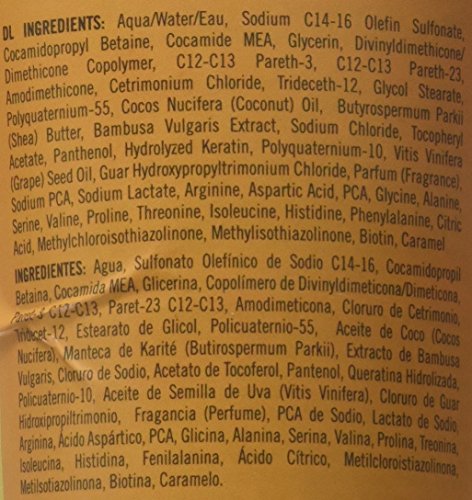 DL INGREDIENTS: Aqua/Water/Eau, Sodium C14-16 Olefin Sulfonate,
Cocamidopropyl Betaine, Cocamide MEA, Glycerin, Divinyldimethicone/
Dimethicone Copolymer, C12-C13 Pareth-3, C12-C13 Pareth-23,
Amodimethicone, Cetrimonium Chloride, Trideceth-12, Glycol Stearate,
Polyquaternium-55, Cocos Nucifera (Coconut) Oil, Butyrospermum Parkii
(Shea) Butter, Bambusa Vulgaris Extract, Sodium Chloride, Tocopheryl
Acetate, Panthenol, Hydrolyzed Keratin, Polyquaternium-10, Vitis Vinifera
(Grape) Seed Oil, Guar Hydroxypropyltrimonium Chloride, Parfum (Fragrance),
Sodium PCA, Sodium Lactate, Arginine, Aspartic Acid, PCA, Glycine, Alanine,
Serine, Valine, Proline, Threonine, Isoleucine, Histidine, Phenylalanine, Citric
Acid, Methylchloroisothiazolinone, Methylisothiazolinone, Biotin, Caramel
INGREDIENTES: Agua, Sulfonato Olefínico de Sodio C14-16, Cocamidopropil
Betaina, Cocamida MEA, Glicerina, Copolímero de Divinyldimeticona/Dimeticona,
Paret-3 C12-C13, Paret-23 C12-C13, Amodimeticona, Cloruro de Cetrimonio,
Tridecet-12, Estearato de Glicol, Policuaternio-55, Aceite de Coco (Cocos
Nucifera), Manteca de Karité (Butirospermum Parkii), Extracto de Bambusa
Vulgaris, Cloruro de Sodio, Acetato de Tocoferol, Pantenol, Queratina Hidrolizada,
Policuaternio-10, Aceite de Semilla de Uva (Vitis Vinifera), Cloruro de Guar
Hidroxipropiltrimonio, Fragancia (Perfume), PCA de Sodio, Lactato de Sodio,
Arginina, Ácido Aspártico, PCA, Glicina, Alanina, Serina, Valina, Prolina, Treonina,
Isoleucina, Histidina, Fenilalanina, Ácido Cítrico, Metilcloristiazolinona,
Metilsotiazolinona, Biotina, Caramelo.